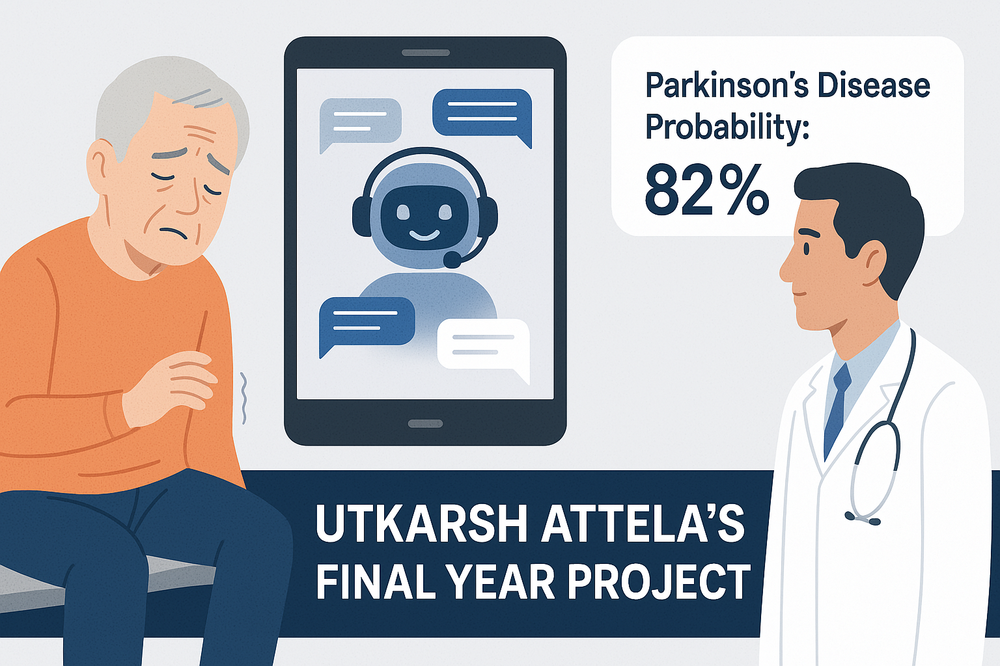 Parkinson's Disease
Probability:
82%
UTKARSH ATTELA'S
FINAL YEAR PROJECT